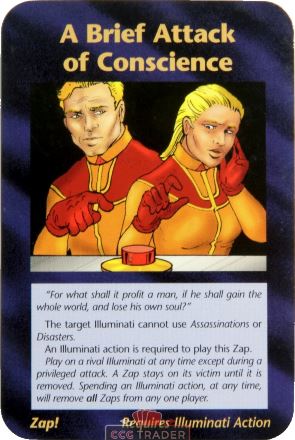 A Brief Attack
of Conscience
"For what shall it profit a man, if he shall gain the
whole world, and lose his own soul?"
The target Illuminati cannot use Assassinations or
Disasters.
An Illuminati action is required to play this Zap.
Play on a rival Illuminati at any time except during a
privileged attack. A Zap stays on its victim until it is
removed. Spending an Illuminati action, at any time,
will remove all Zaps from any one player.
Zap! Requires Illuminati Action
CCG TRADER